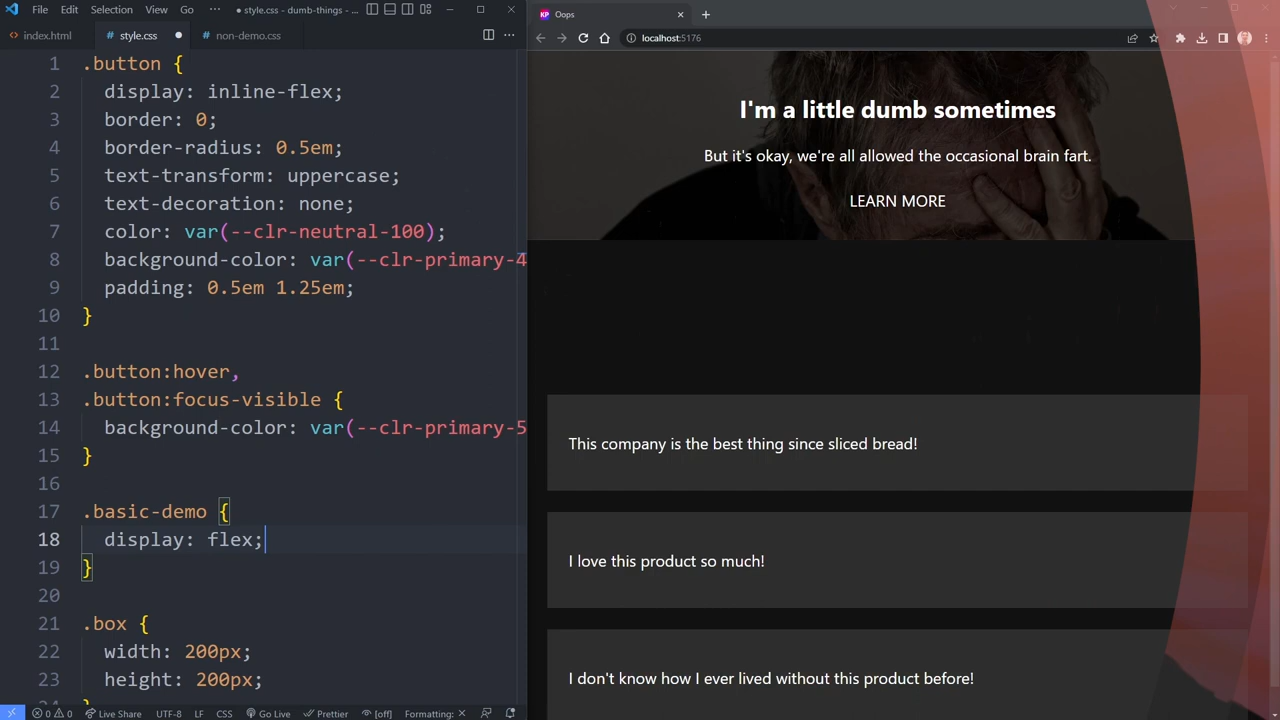 File Edit Selection View Go ··· ● style.css - dumb-things - ...
index.html style.css ● non-demo.css ···
1 .button {
2 display: inline-flex;
3 border: 0;
4 border-radius: 0.5em;
5 text-transform: uppercase;
6 text-decoration: none;
7 color: var(--clr-neutral-100);
8 background-color: var(--clr-primary-4
9 padding: 0.5em 1.25em;
10 }
11
12 .button:hover,
13 .button:focus-visible {
14 background-color: var(--clr-primary-5
15 }
16
17 .basic-demo {
18 display: flex;
19 }
20
21 .box {
22 width: 200px;
23 height: 200px;
0 0 Live Share UTF-8 LF CSS Go Live Prettier [off] Formatting: ×
KP Oops
localhost:5176
I'm a little dumb sometimes
But it's okay, we're all allowed the occasional brain fart.
LEARN MORE
This company is the best thing since sliced bread!
I love this product so much!
I don't know how I ever lived without this product before!